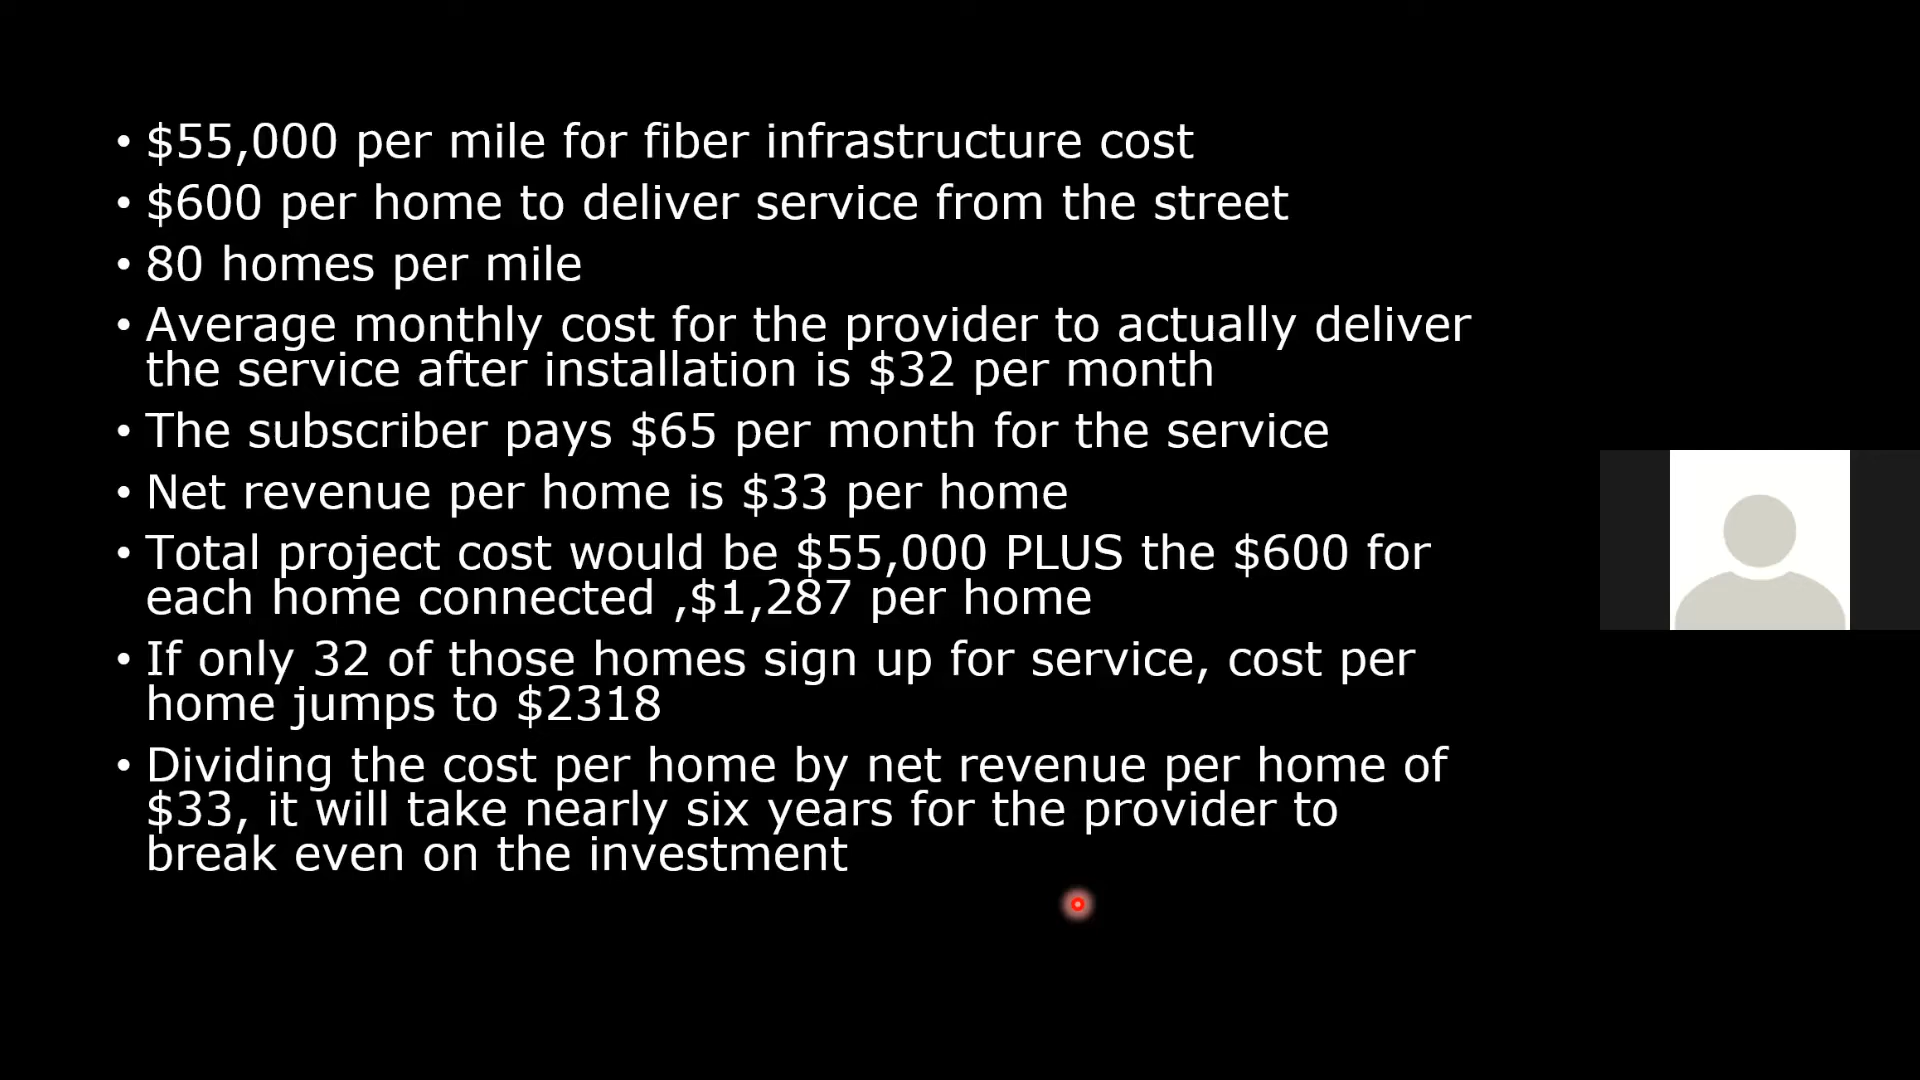 • $55,000 per mile for fiber infrastructure cost
• $600 per home to deliver service from the street
• 80 homes per mile
• Average monthly cost for the provider to actually deliver
the service after installation is $32 per month
• The subscriber pays $65 per month for the service
• Net revenue per home is $33 per home
• Total project cost would be $55,000 PLUS the $600 for
each home connected ,$1,287 per home
• If only 32 of those homes sign up for service, cost per
home jumps to $2318
• Dividing the cost per home by net revenue per home of
$33, it will take nearly six years for the provider to
break even on the investment